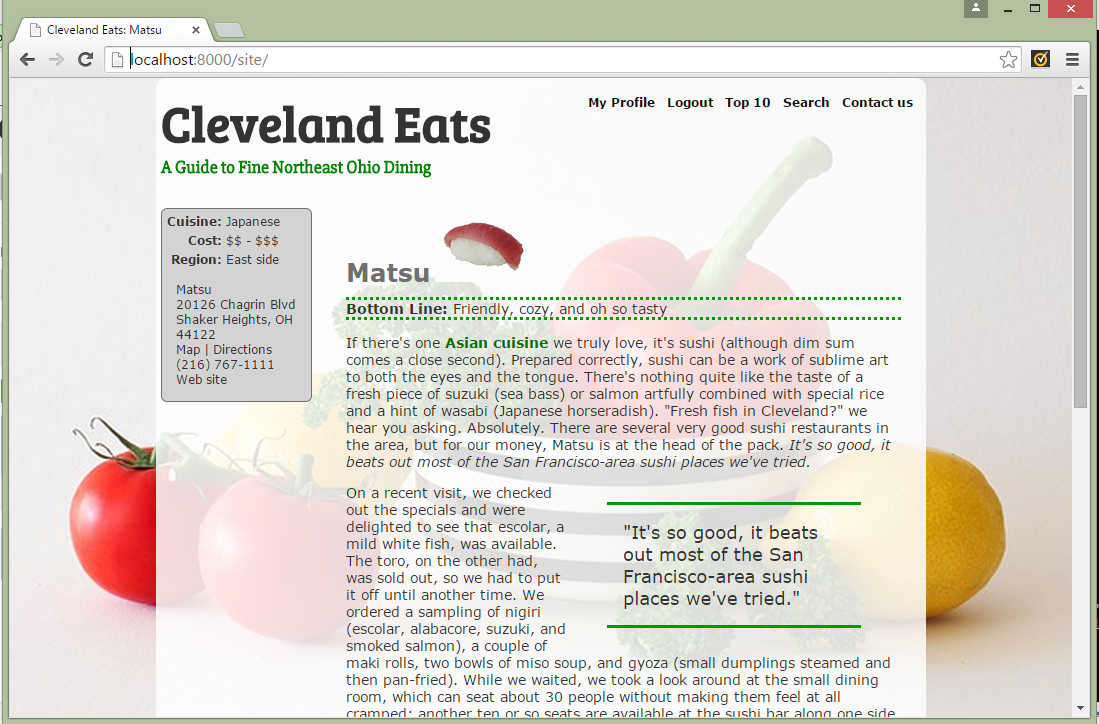 Cleveland Eats: Matsu
localhost:8000/site/
My Profile Logout Top 10 Search Contact us
Cleveland Eats
A Guide to Fine Northeast Ohio Dining
Cuisine: Japanese
Cost: $$ - $$$
Region: East side
Matsu
20126 Chagrin Blvd
Shaker Heights, OH
44122
Map | Directions
(216) 767-1111
Web site
Matsu
Bottom Line: Friendly, cozy, and oh so tasty
If there's one Asian cuisine we truly love, it's sushi (although dim sum
comes a close second). Prepared correctly, sushi can be a work of sublime art
to both the eyes and the tongue. There's nothing quite like the taste of a
fresh piece of suzuki (sea bass) or salmon artfully combined with special rice
and a hint of wasabi (Japanese horseradish). "Fresh fish in Cleveland?" we
hear you asking. Absolutely. There are several very good sushi restaurants in
the area, but for our money, Matsu is at the head of the pack. It's so good, it
beats out most of the San Francisco-area sushi places we've tried.
On a recent visit, we checked
out the specials and were
delighted to see that escolar, a
mild white fish, was available.
The toro, on the other had,
was sold out, so we had to put
it off until another time. We
ordered a sampling of nigiri
(escolar, alabacore, suzuki, and
smoked salmon), a couple of
"It's so good, it beats
out most of the San
Francisco-area sushi
places we've tried."
maki rolls, two bowls of miso soup, and gyoza (small dumplings steamed and
then pan-fried). While we waited, we took a look around at the small dining
room, which can seat about 30 people without making them feel at all
cramped; another ten or so seats are available at the sushi bar along one side